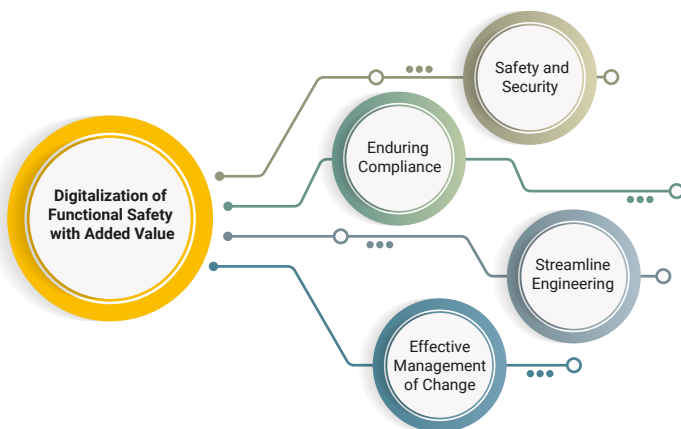 Digitalization of
Functional Safety
with Added Value
Safety and
Security
Enduring
Compliance
Streamline
Engineering
Effective
Management
of Change